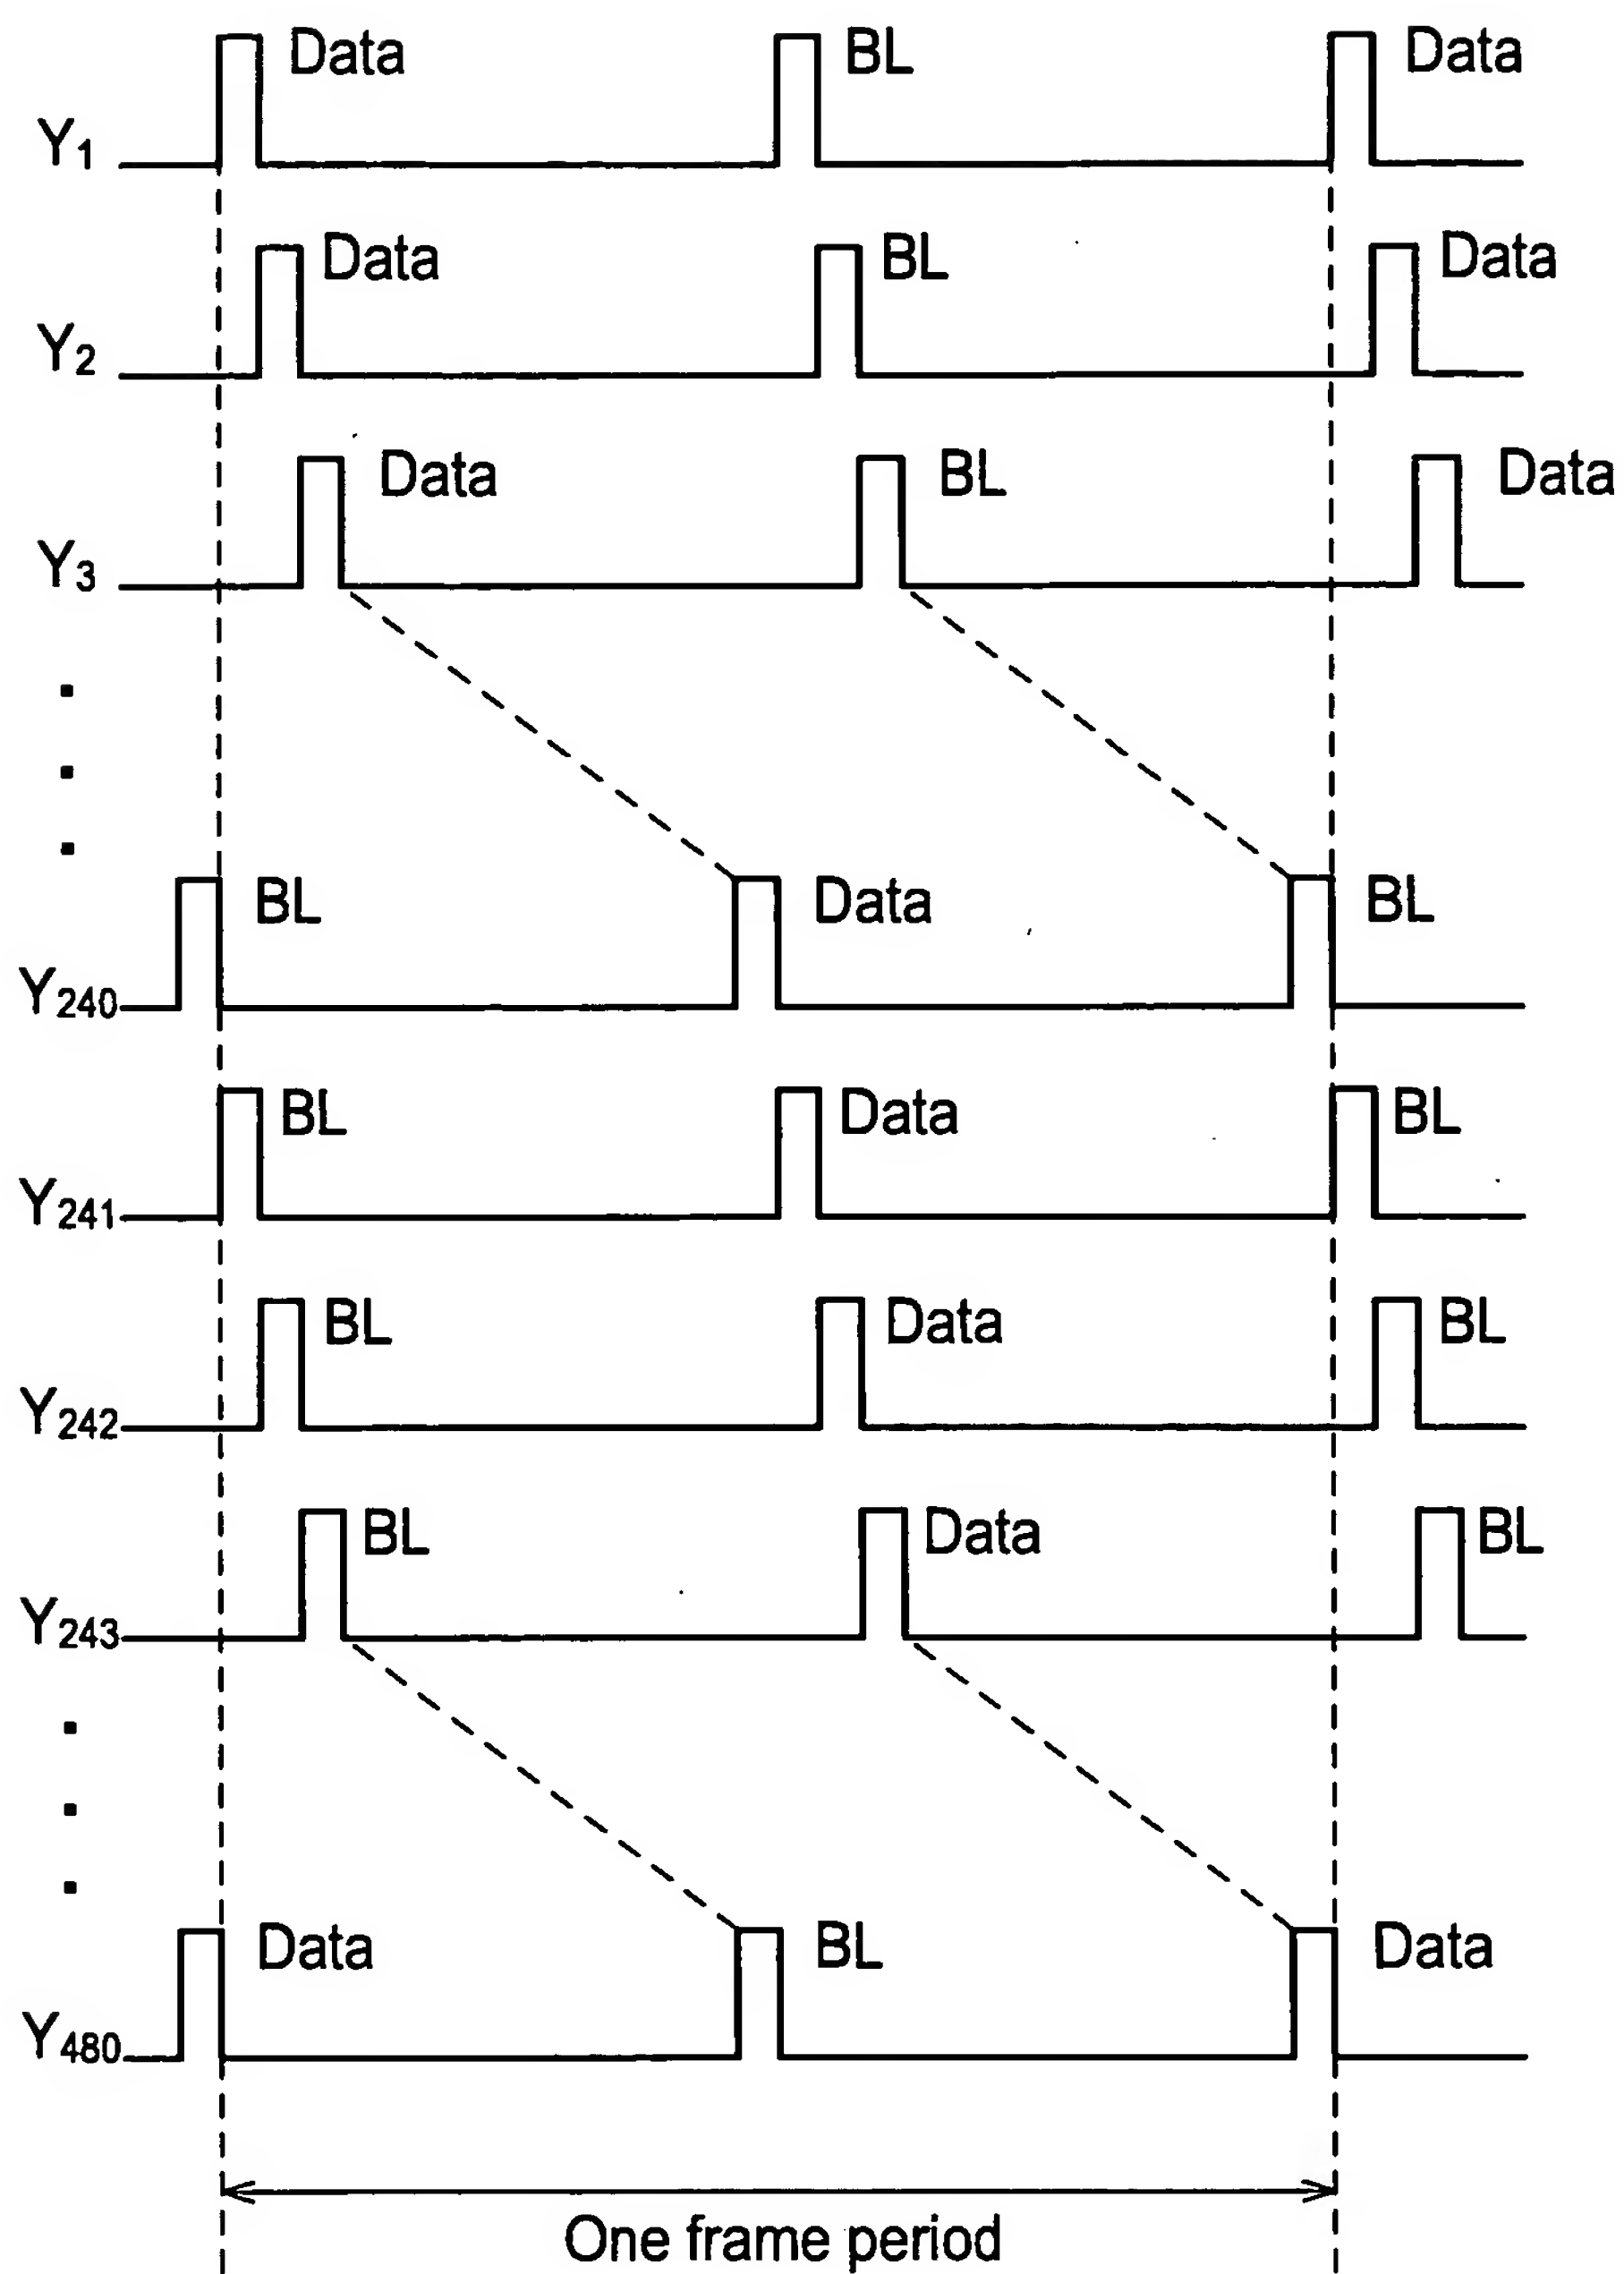 Data BL Data
Y1
Data BL Data
Y2
Data BL Data
Y3
BL Data BL
Y240
BL Data BL
Y241
BL Data BL
Y242
BL Data BL
Y243
Data BL Data
Y480
One frame period